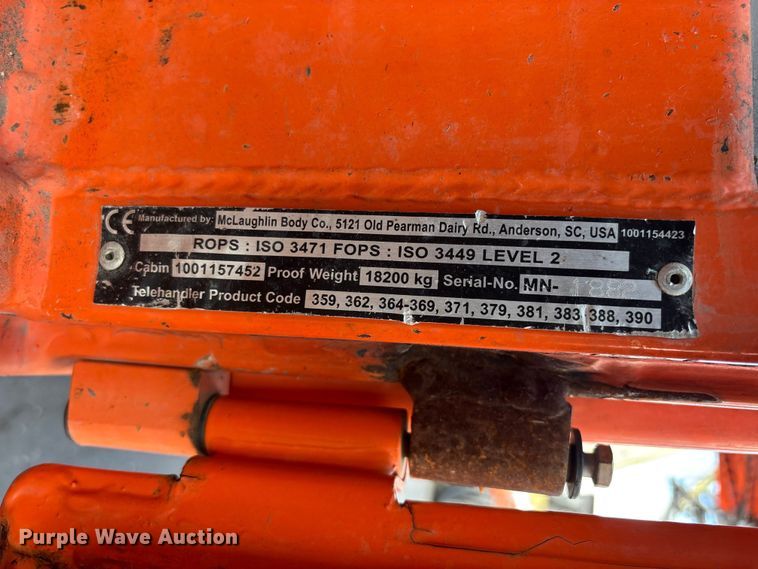 CE Manufactured by: McLaughlin Body Co., 5121 Old Pearman Dairy Rd., Anderson, SC, USA 1001154423
ROPS : ISO 3471 FOPS : ISO 3449 LEVEL 2
Cabin 1001157452 Proof Weight 18200 kg Serial-No. MN-
Telehandler Product Code 359, 362, 364-369, 371, 379, 381, 383, 388, 390
Purple Wave Auction